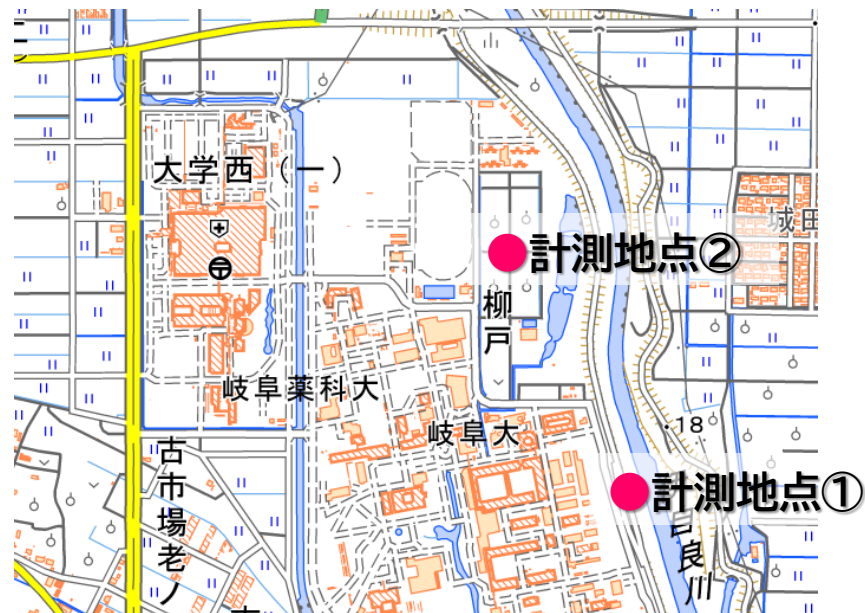 大学西（一）
城田
計測地点②
柳戸
岐阜薬科大
岐阜大
・18
古市場老ノ
計測地点①
良川